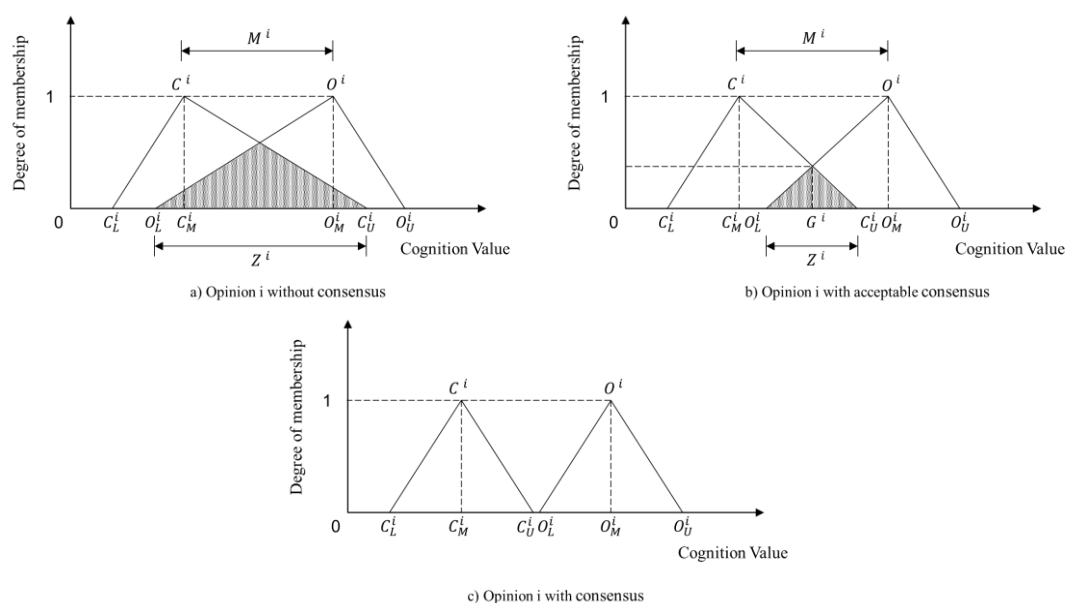 M i
C i
O i
1
Degree of membership
0
C_L^i O_L^i C_M^i O_M^i C_U^i O_U^i
Cognition Value
Z i
a) Opinion i without consensus
M i
C i
O i
1
Degree of membership
0
C_L^i C_M^i O_L^i G i C_U^i O_M^i O_U^i
Cognition Value
Z i
b) Opinion i with acceptable consensus
C i
O i
1
Degree of membership
0
C_L^i C_M^i C_U^i O_L^i O_M^i O_U^i
Cognition Value
c) Opinion i with consensus